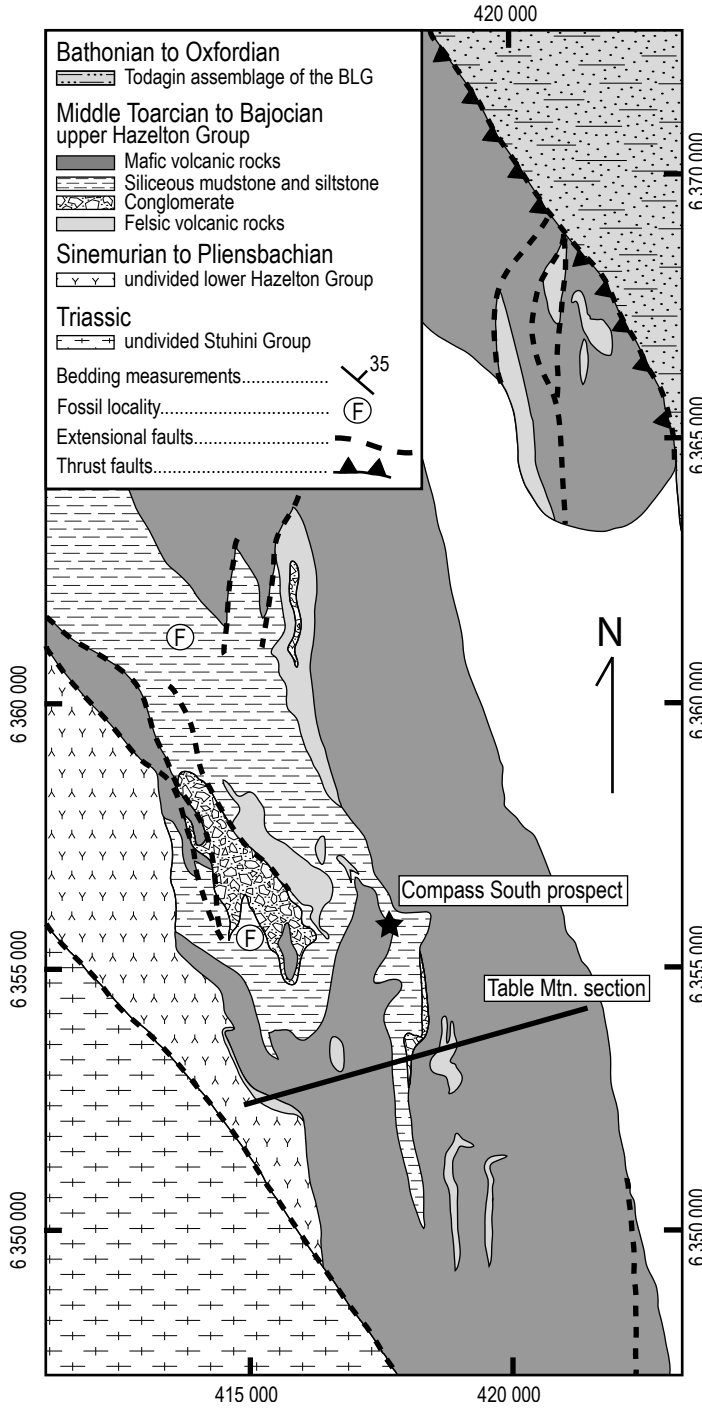 420 000
Bathonian to Oxfordian
Todagin assemblage of the BLG
Middle Toarcian to Bajocian
upper Hazelton Group
Mafic volcanic rocks
Siliceous mudstone and siltstone
Conglomerate
Felsic volcanic rocks
Sinemurian to Pliensbachian
undivided lower Hazelton Group
Triassic
undivided Stuhini Group
Bedding measurements.................. 35
Fossil locality............................. F
Extensional faults.......................
Thrust faults................................
6 370 000
6 365 000
F
N
6 360 000
6 360 000
Compass South prospect
F
6 355 000
6 355 000
Table Mtn. section
6 350 000
6 350 000
415 000
420 000